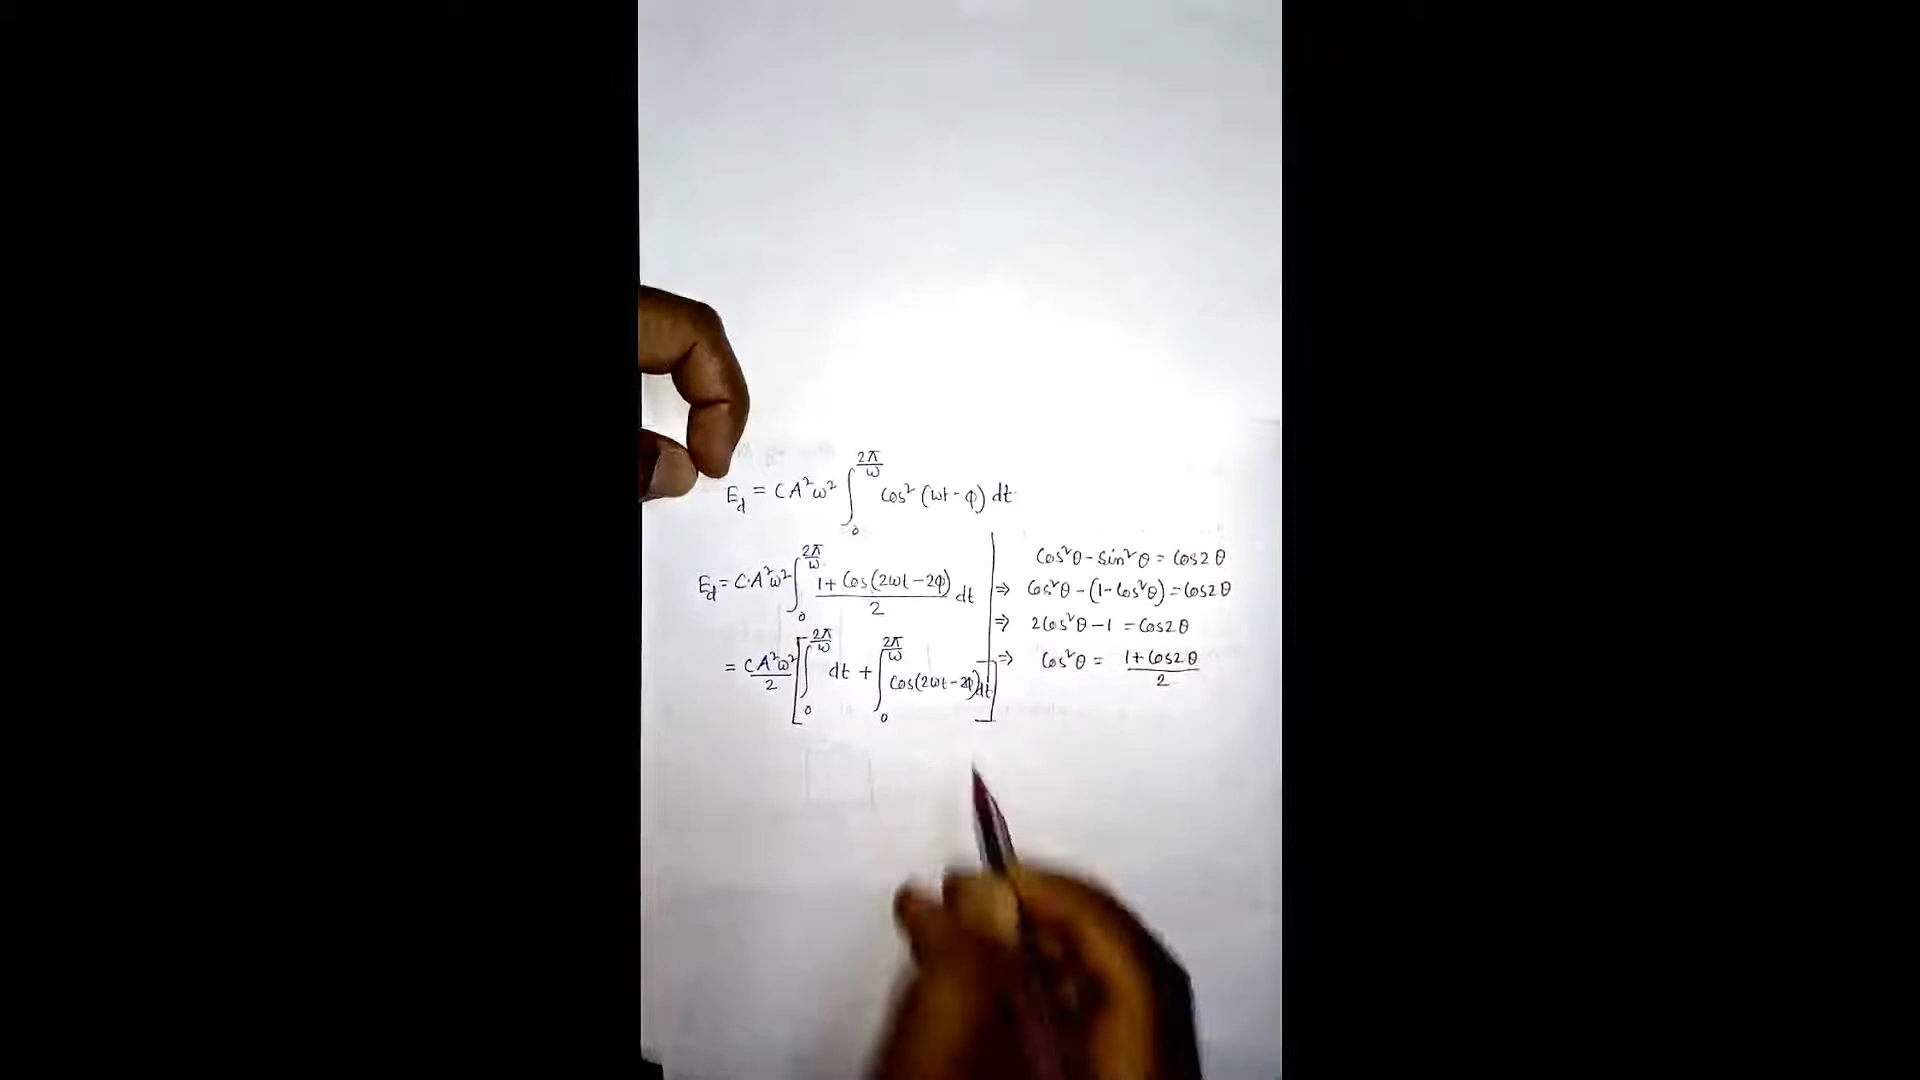 E_d = CA²ω² ∫₀^(2π/ω) Cos² (ωt - φ) dt
E_d = C·A²ω² ∫₀^(2π/ω) (1 + Cos(2ωt - 2φ))/2 dt
= CA²ω²/2 [∫₀^(2π/ω) dt + ∫₀^(2π/ω) Cos(2ωt - 2φ)dt]
Cos²θ - Sin²θ = Cos2θ
⇒ Cos²θ - (1 - Cos²θ) = Cos2θ
⇒ 2Cos²θ - 1 = Cos2θ
⇒ Cos²θ = (1 + Cos2θ)/2